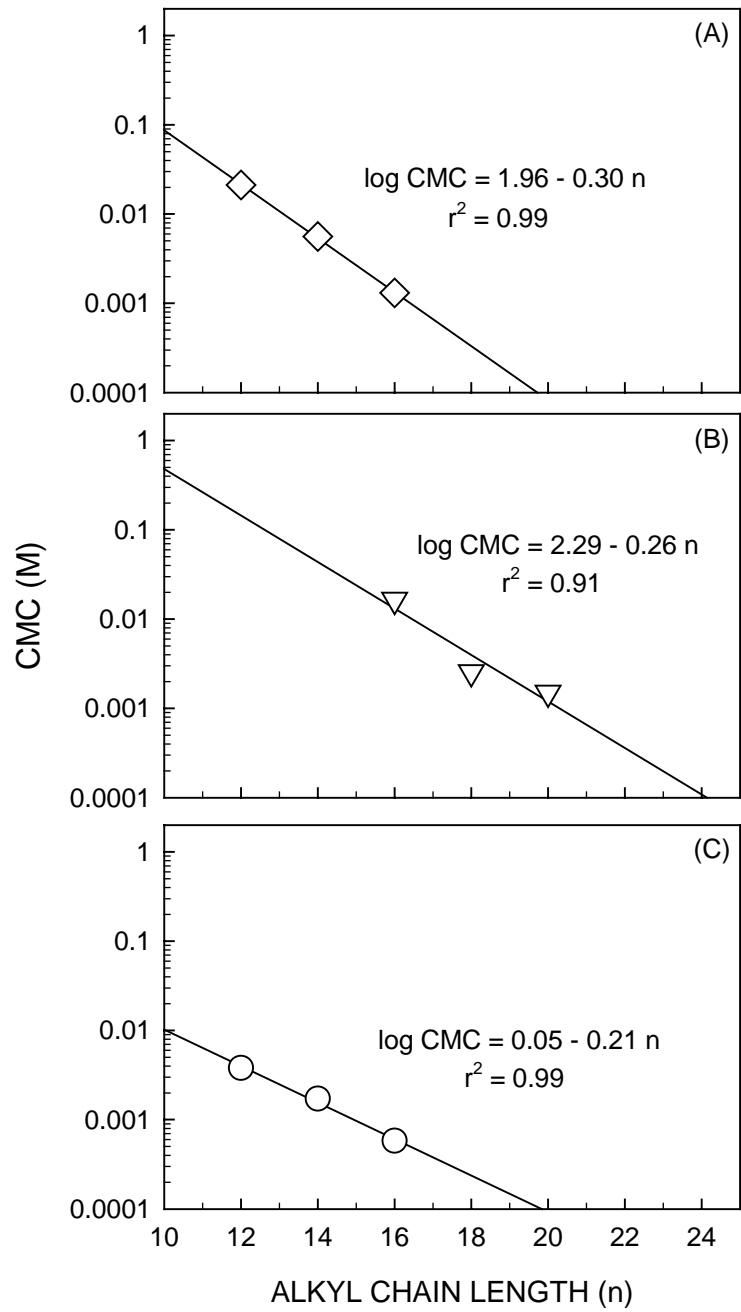 (A)
1
0.1
0.01
0.001
0.0001
log CMC = 1.96 - 0.30 n
r² = 0.99
(B)
1
0.1
0.01
0.001
0.0001
log CMC = 2.29 - 0.26 n
r² = 0.91
CMC (M)
(C)
1
0.1
0.01
0.001
0.0001
log CMC = 0.05 - 0.21 n
r² = 0.99
10 12 14 16 18 20 22 24
ALKYL CHAIN LENGTH (n)